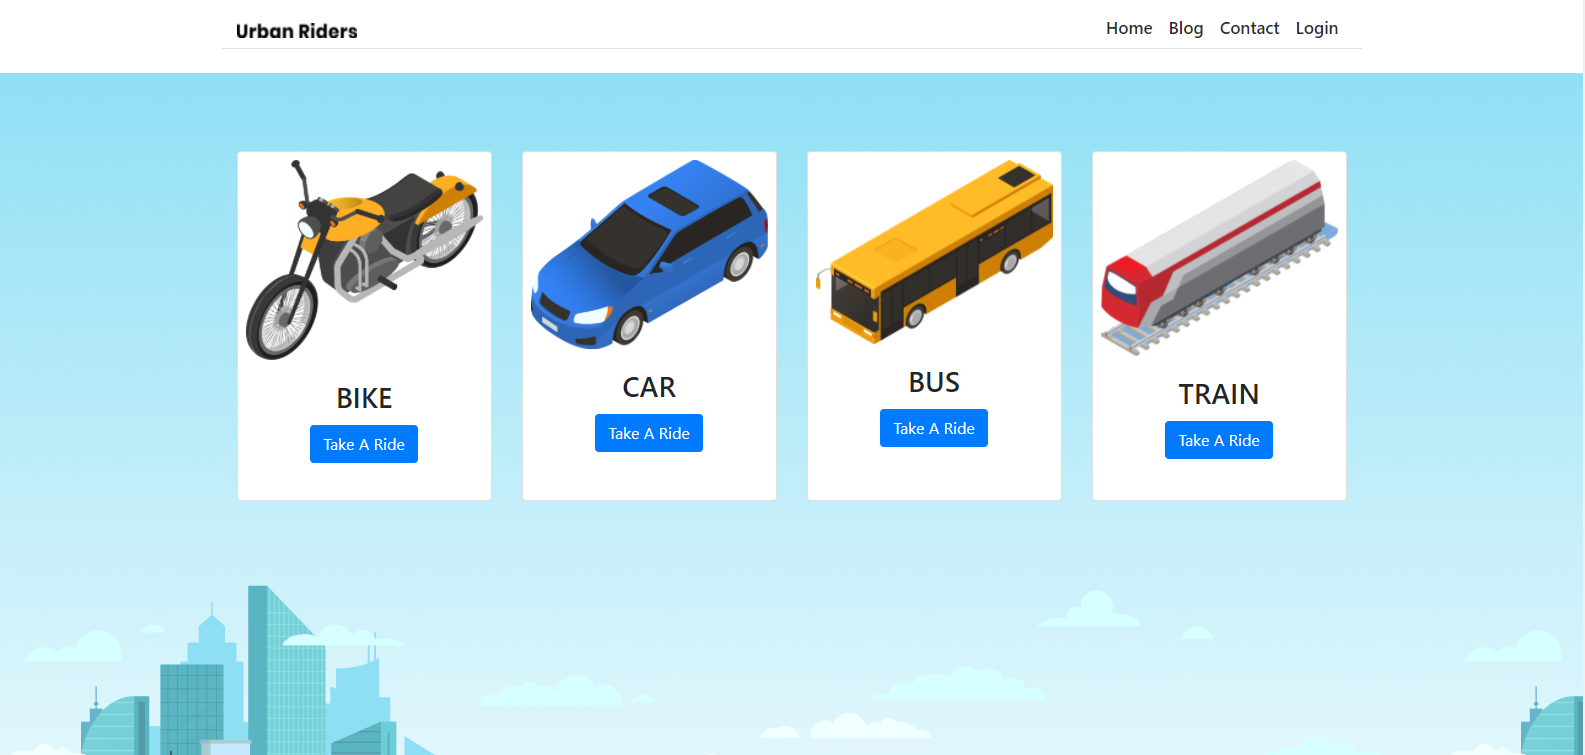 Urban Riders
Home Blog Contact Login
BIKE
Take A Ride
CAR
Take A Ride
BUS
Take A Ride
TRAIN
Take A Ride